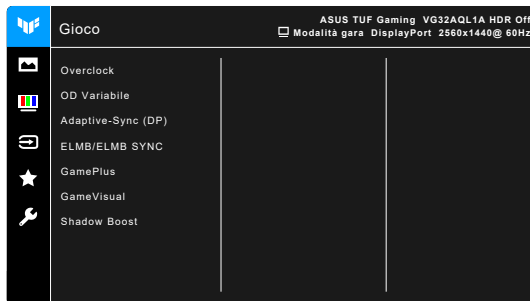 Gioco
ASUS TUF Gaming VG32AQL1A HDR Off
Modalità gara DisplayPort 2560x1440@ 60Hz
Overclock
OD Variabile
Adaptive-Sync (DP)
ELMB/ELMB SYNC
GamePlus
GameVisual
Shadow Boost